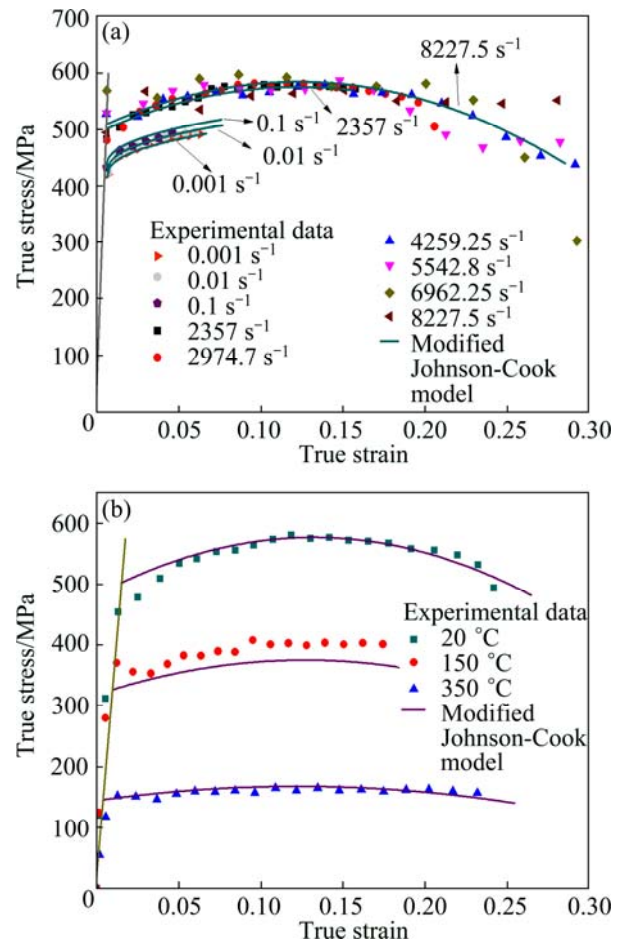 700
(a)
600
8227.5 s⁻¹
500
0.1 s⁻¹
2357 s⁻¹
0.01 s⁻¹
400
0.001 s⁻¹
True stress/MPa
300
200
100
0
Experimental data
0.001 s⁻¹
0.01 s⁻¹
0.1 s⁻¹
2357 s⁻¹
2974.7 s⁻¹
4259.25 s⁻¹
5542.8 s⁻¹
6962.25 s⁻¹
8227.5 s⁻¹
Modified
Johnson-Cook
model
0.05 0.10 0.15 0.20 0.25 0.30
True strain
(b)
600
500
400
300
200
100
0
True stress/MPa
Experimental data
20 °C
150 °C
350 °C
Modified
Johnson-Cook
model
0.05 0.10 0.15 0.20 0.25 0.30
True strain